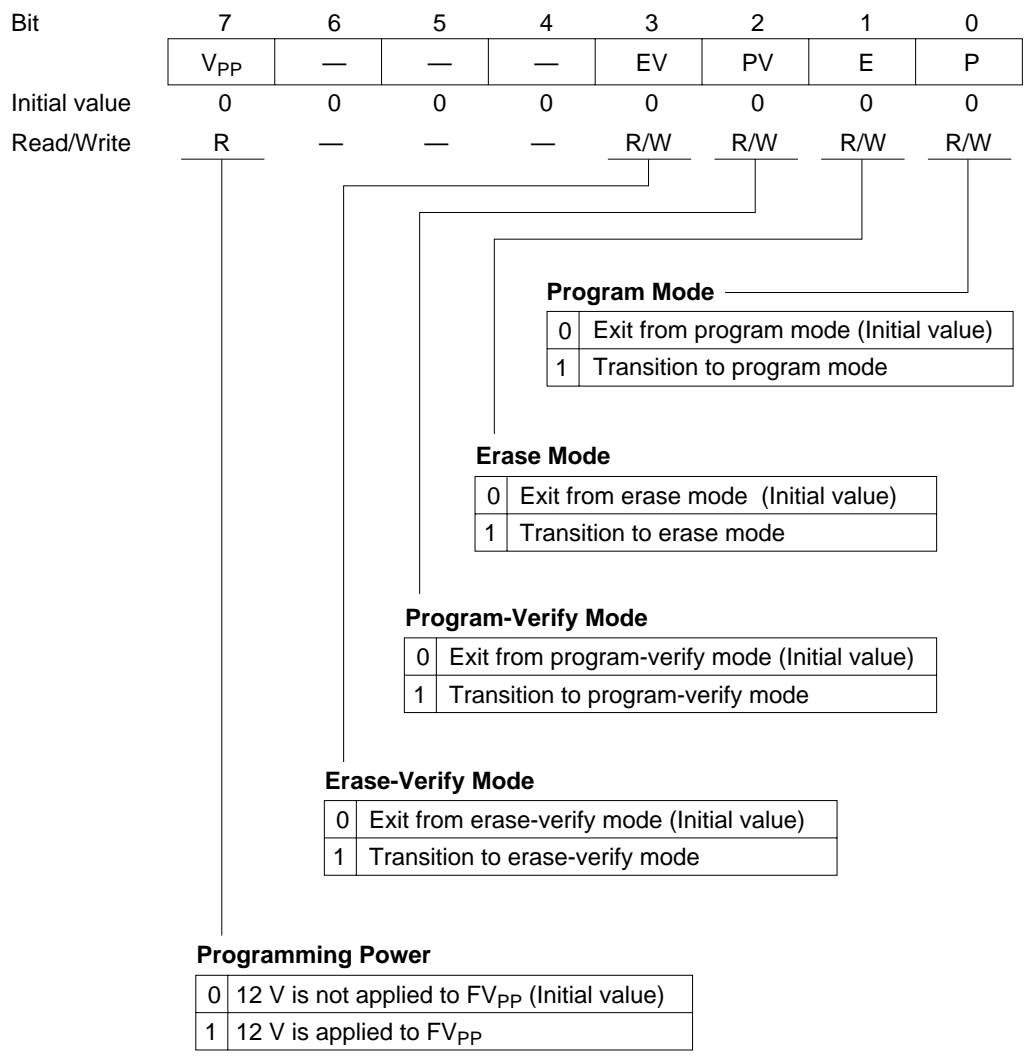 Bit 7 6 5 4 3 2 1 0
VPP — — — EV PV E P
Initial value 0 0 0 0 0 0 0 0
Read/Write R — — — R/W R/W R/W R/W
Program Mode
0 Exit from program mode (Initial value)
1 Transition to program mode
Erase Mode
0 Exit from erase mode (Initial value)
1 Transition to erase mode
Program-Verify Mode
0 Exit from program-verify mode (Initial value)
1 Transition to program-verify mode
Erase-Verify Mode
0 Exit from erase-verify mode (Initial value)
1 Transition to erase-verify mode
Programming Power
0 12 V is not applied to FVPP (Initial value)
1 12 V is applied to FVPP